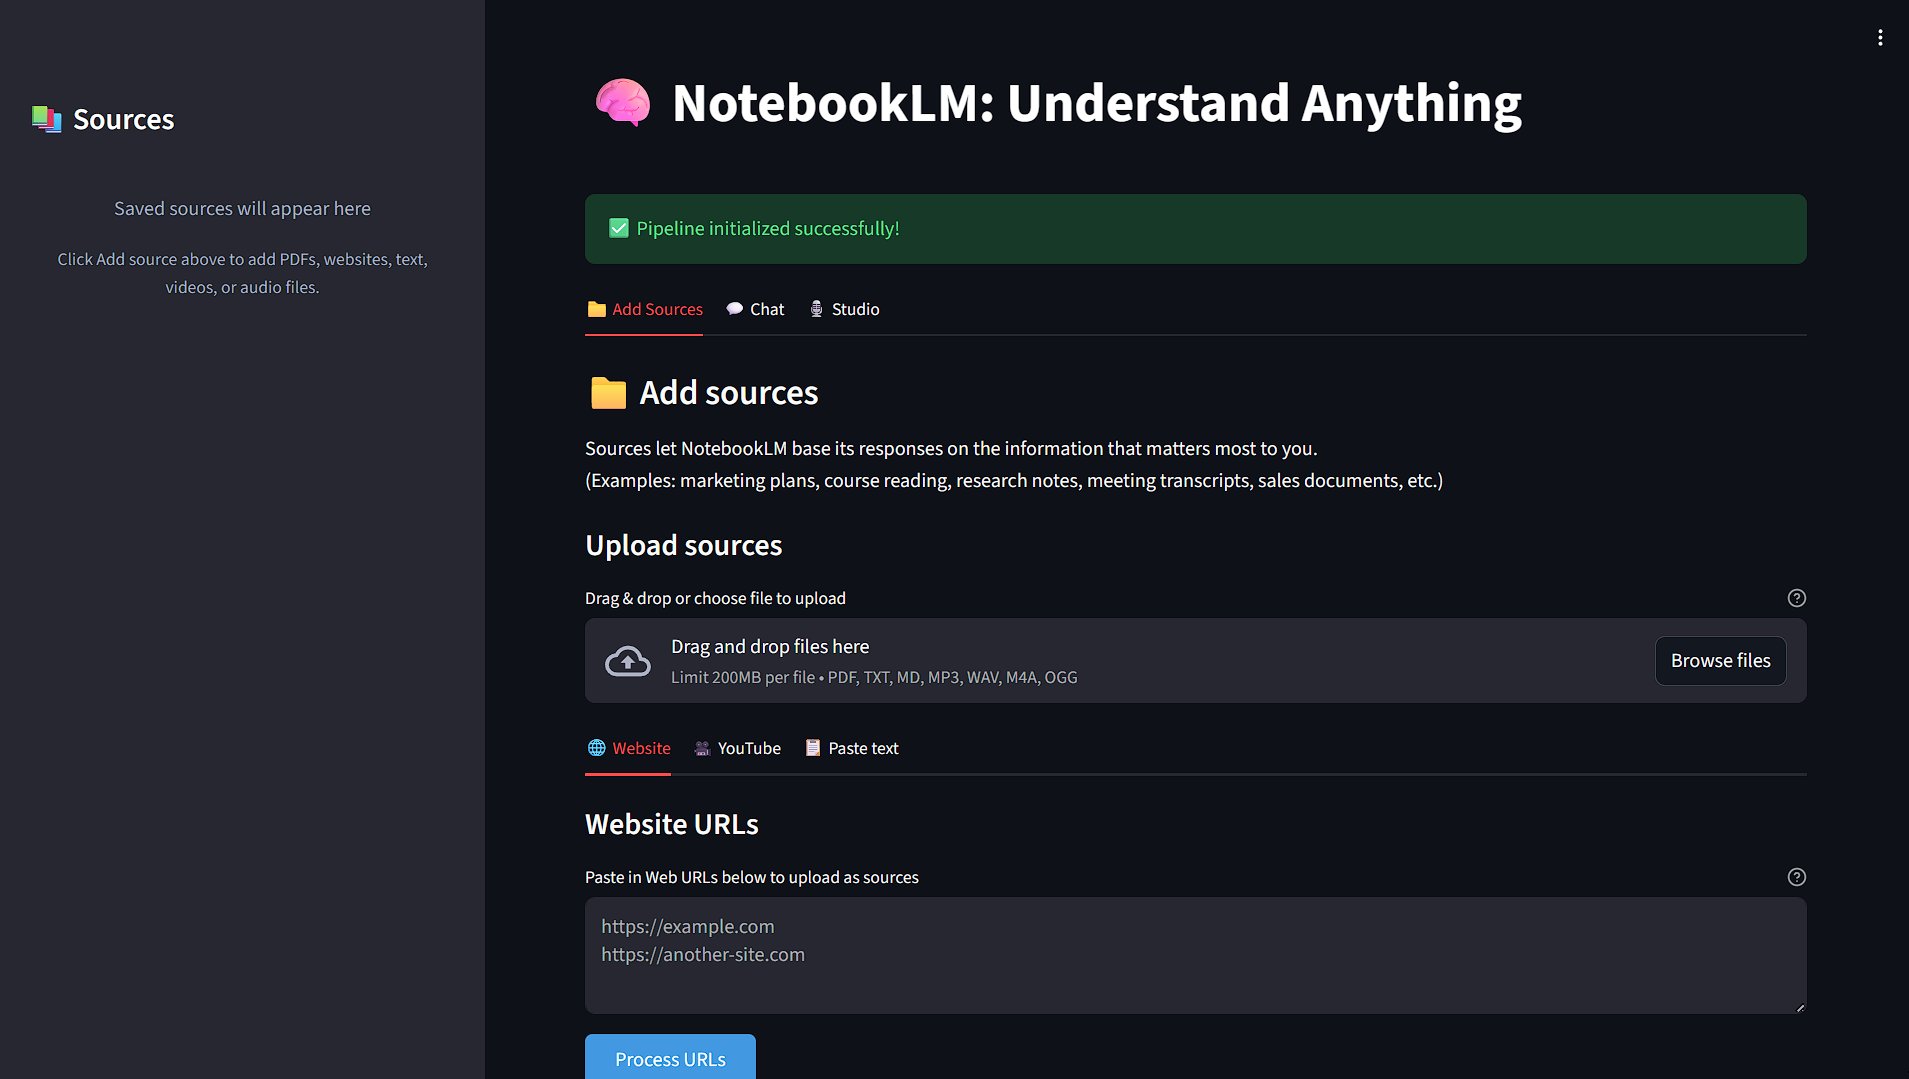 Sources
Saved sources will appear here
Click Add source above to add PDFs, websites, text,
videos, or audio files.
NotebookLM: Understand Anything
Pipeline initialized successfully!
Add Sources
Chat
Studio
Add sources
Sources let NotebookLM base its responses on the information that matters most to you.
(Examples: marketing plans, course reading, research notes, meeting transcripts, sales documents, etc.)
Upload sources
Drag & drop or choose file to upload
Drag and drop files here
Limit 200MB per file • PDF, TXT, MD, MP3, WAV, M4A, OGG
Browse files
Website
YouTube
Paste text
Website URLs
Paste in Web URLs below to upload as sources
https://example.com
https://another-site.com
Process URLs